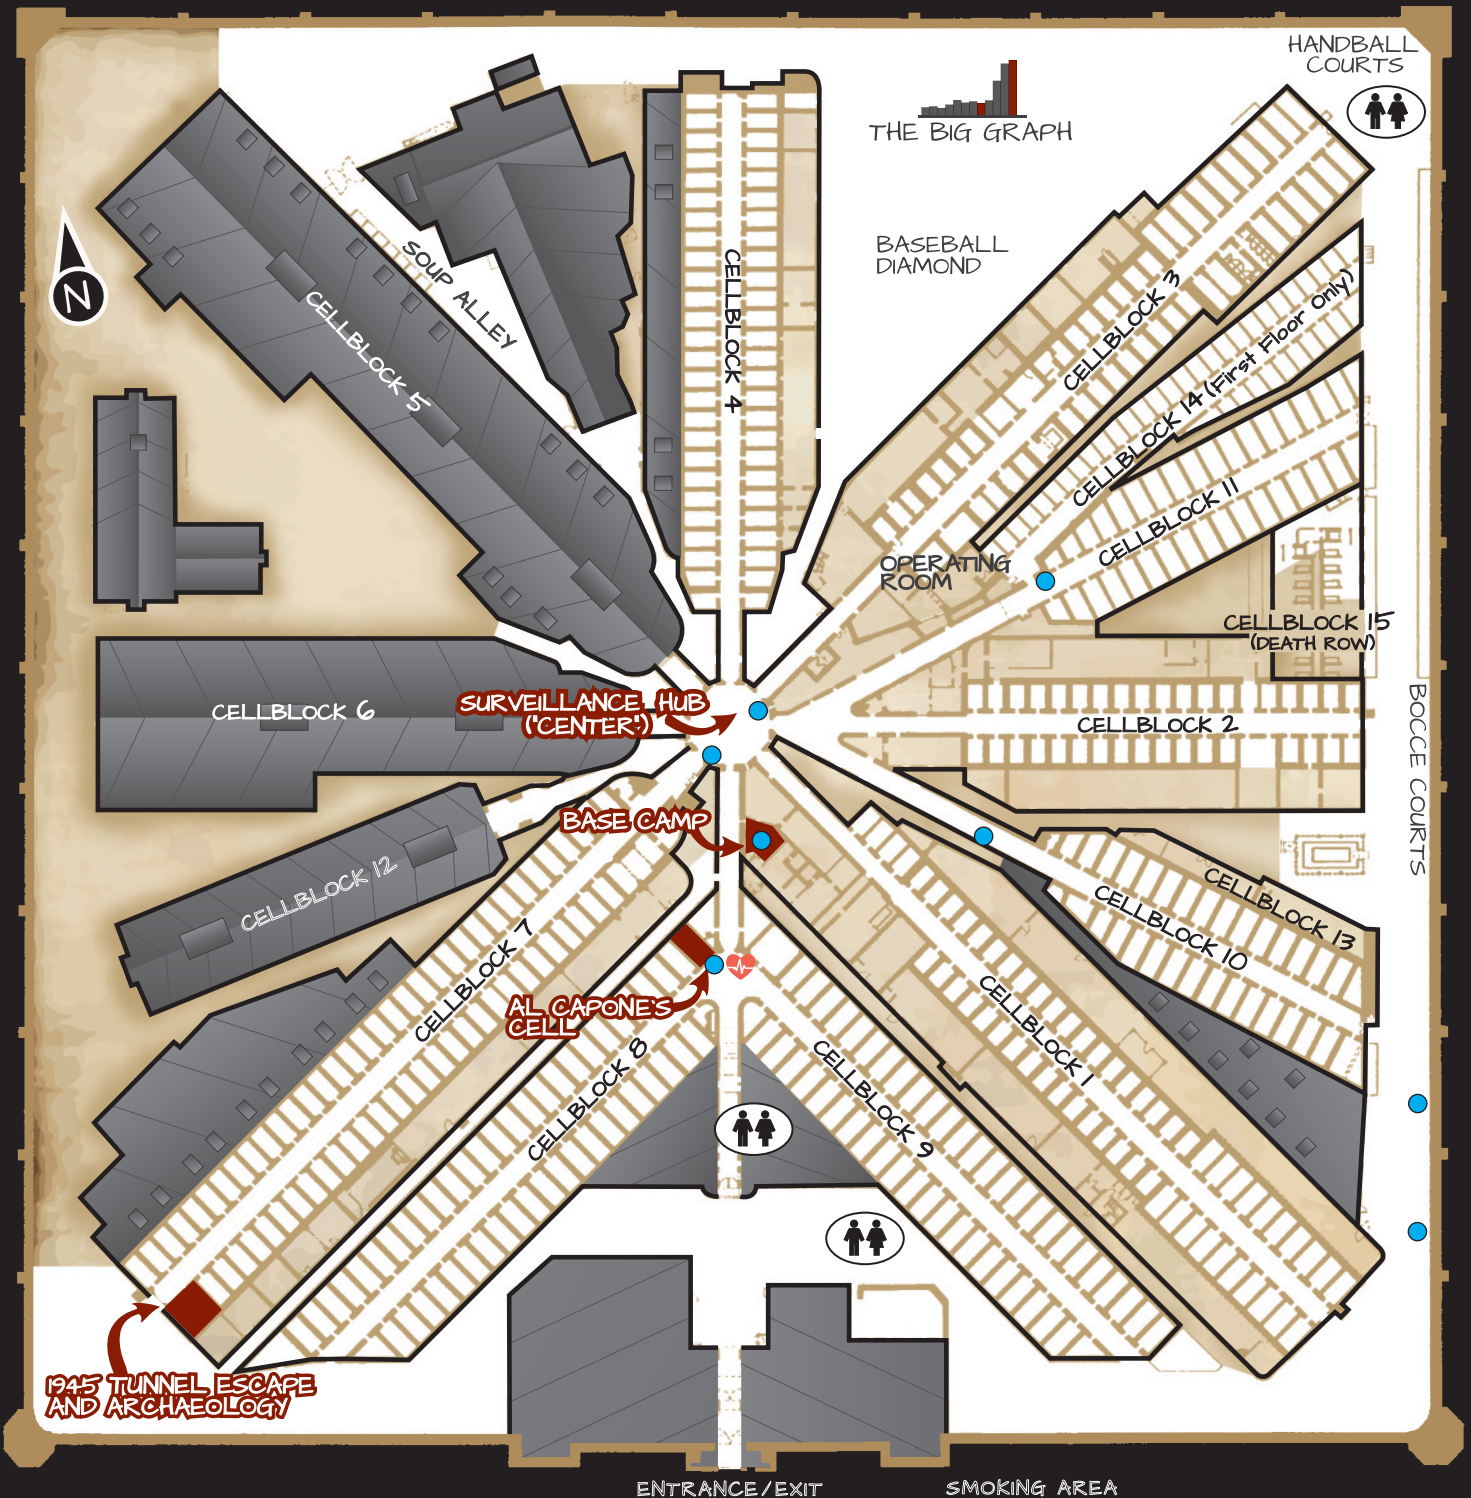 HANDBALL
COURTS
THE BIG GRAPH
BASEBALL
DIAMOND
N
SOUP ALLEY
CELLBLOCK 5
CELLBLOCK 4
CELLBLOCK 3
CELLBLOCK 14 (First Floor Only)
CELLBLOCK 11
OPERATING
ROOM
CELLBLOCK 15
(DEATH ROW)
CELLBLOCK 6
SURVEILLANCE HUB
("CENTER")
CELLBLOCK 2
BOCCE COURTS
BASE CAMP
CELLBLOCK 12
CELLBLOCK 7
CELLBLOCK 13
CELLBLOCK 10
AL CAPONE'S
CELL
CELLBLOCK 8
CELLBLOCK 9
CELLBLOCK 1
1945 TUNNEL ESCAPE
AND ARCHAEOLOGY
ENTRANCE/EXIT
SMOKING AREA